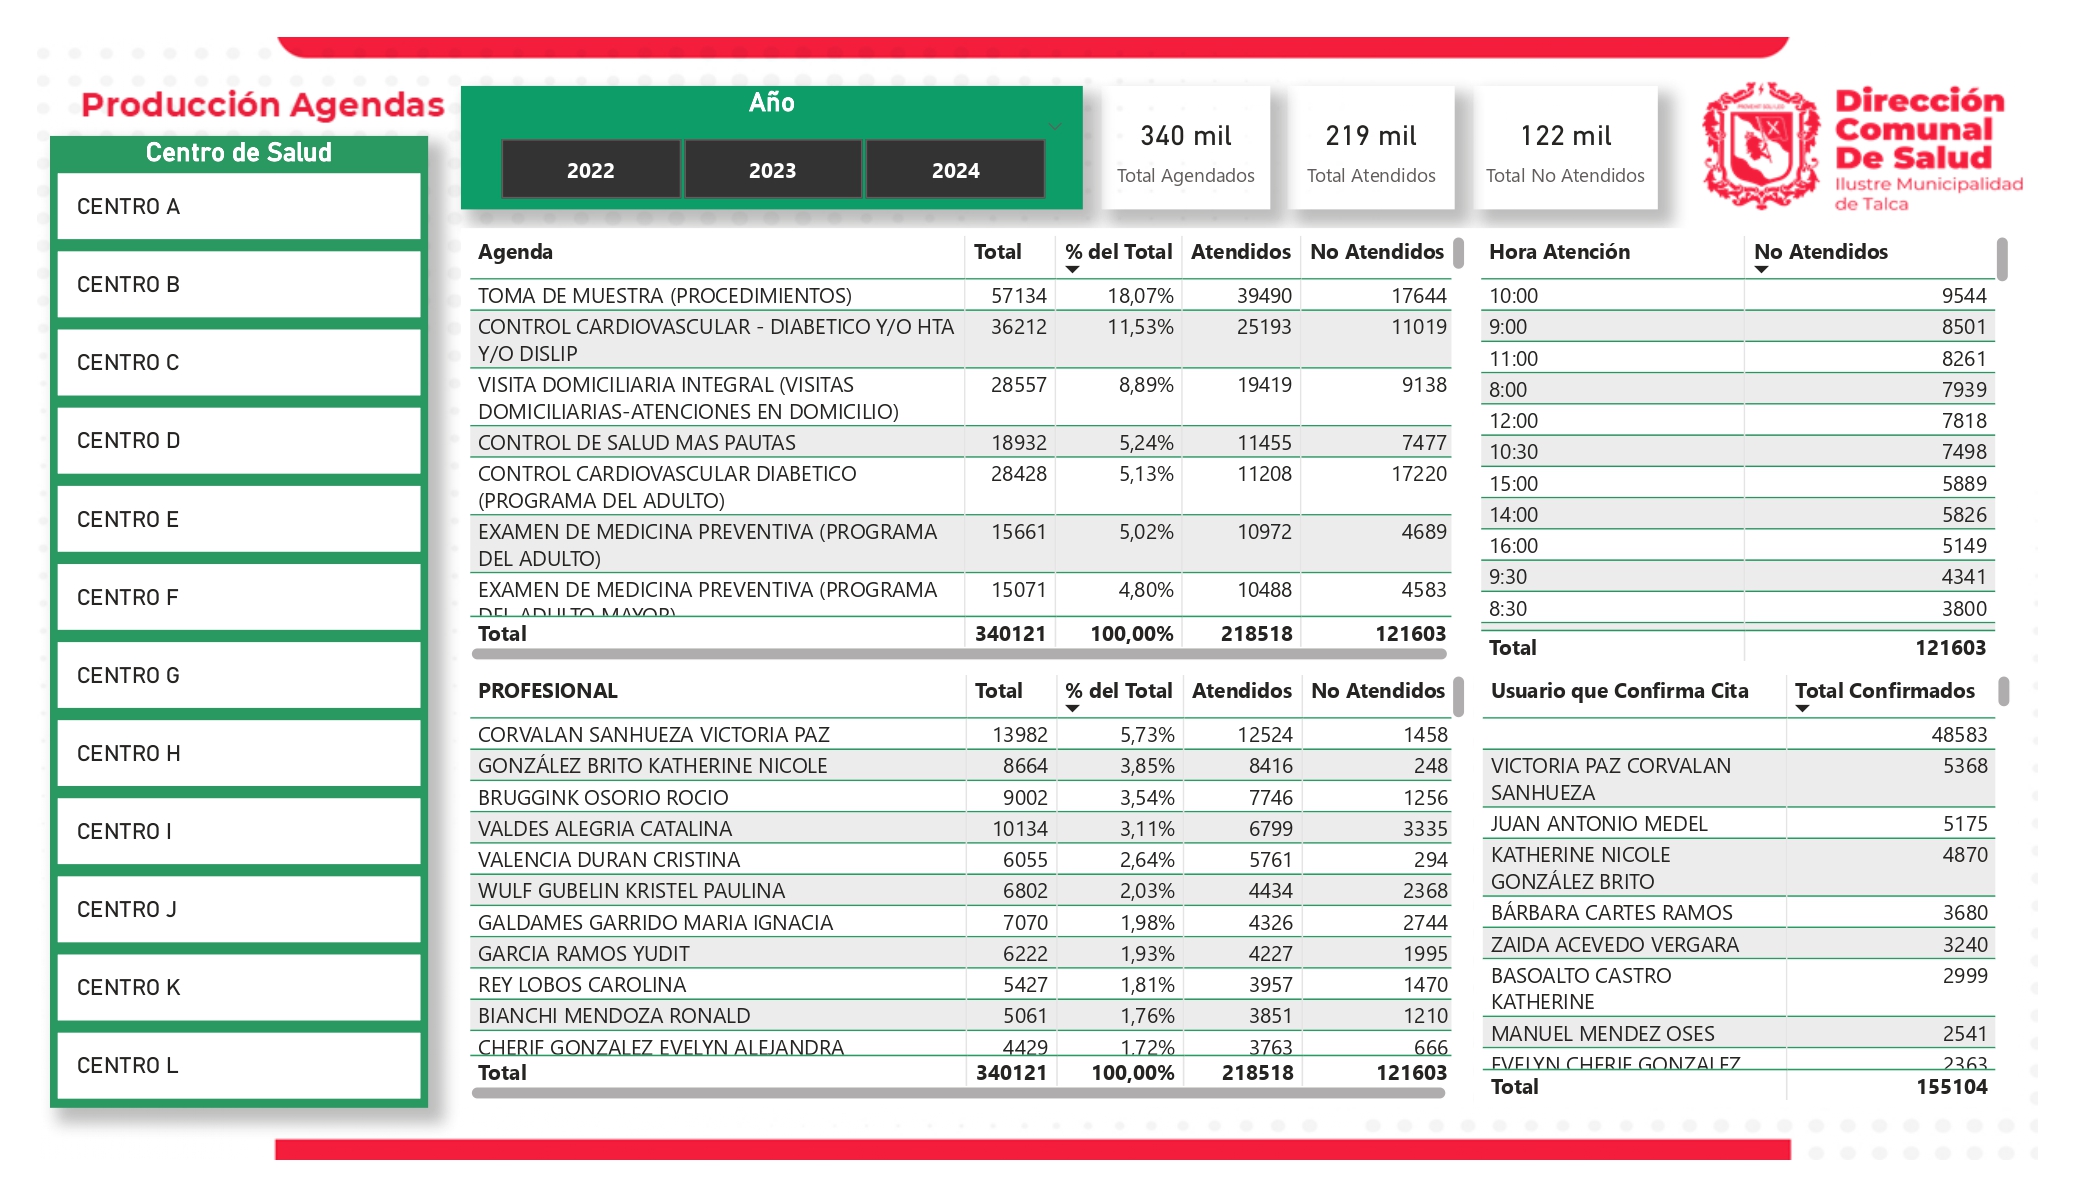 Producción Agendas
Centro de Salud
CENTRO A
CENTRO B
CENTRO C
CENTRO D
CENTRO E
CENTRO F
CENTRO G
CENTRO H
CENTRO I
CENTRO J
CENTRO K
CENTRO L
Año
2022 2023 2024
340 mil
Total Agendados
219 mil
Total Atendidos
122 mil
Total No Atendidos
Dirección
Comunal
De Salud
Ilustre Municipalidad
de Talca
Agenda Total % del Total Atendidos No Atendidos
TOMA DE MUESTRA (PROCEDIMIENTOS) 57134 18,07% 39490 17644
CONTROL CARDIOVASCULAR - DIABETICO Y/O HTA 36212 11,53% 25193 11019
Y/O DISLIP
VISITA DOMICILIARIA INTEGRAL (VISITAS 28557 8,89% 19419 9138
DOMICILIARIAS-ATENCIONES EN DOMICILIO)
CONTROL DE SALUD MAS PAUTAS 18932 5,24% 11455 7477
CONTROL CARDIOVASCULAR DIABETICO 28428 5,13% 11208 17220
(PROGRAMA DEL ADULTO)
EXAMEN DE MEDICINA PREVENTIVA (PROGRAMA 15661 5,02% 10972 4689
DEL ADULTO)
EXAMEN DE MEDICINA PREVENTIVA (PROGRAMA 15071 4,80% 10488 4583
DEL ADULTO MAYOR)
Total 340121 100,00% 218518 121603
Hora Atención No Atendidos
10:00 9544
9:00 8501
11:00 8261
8:00 7939
12:00 7818
10:30 7498
15:00 5889
14:00 5826
16:00 5149
9:30 4341
8:30 3800
Total 121603
PROFESIONAL Total % del Total Atendidos No Atendidos
CORVALAN SANHUEZA VICTORIA PAZ 13982 5,73% 12524 1458
GONZÁLEZ BRITO KATHERINE NICOLE 8664 3,85% 8416 248
BRUGGINK OSORIO ROCIO 9002 3,54% 7746 1256
VALDES ALEGRIA CATALINA 10134 3,11% 6799 3335
VALENCIA DURAN CRISTINA 6055 2,64% 5761 294
WULF GUBELIN KRISTEL PAULINA 6802 2,03% 4434 2368
GALDAMES GARRIDO MARIA IGNACIA 7070 1,98% 4326 2744
GARCIA RAMOS YUDIT 6222 1,93% 4227 1995
REY LOBOS CAROLINA 5427 1,81% 3957 1470
BIANCHI MENDOZA RONALD 5061 1,76% 3851 1210
CHERIF GONZALEZ EVELYN ALEJANDRA 4429 1,72% 3763 666
Total 340121 100,00% 218518 121603
Usuario que Confirma Cita Total Confirmados
48583
VICTORIA PAZ CORVALAN 5368
SANHUEZA
JUAN ANTONIO MEDEL 5175
KATHERINE NICOLE 4870
GONZÁLEZ BRITO
BÁRBARA CARTES RAMOS 3680
ZAIDA ACEVEDO VERGARA 3240
BASOALTO CASTRO 2999
KATHERINE
MANUEL MENDEZ OSES 2541
EVELYN CHERIF GONZALEZ 2363
Total 155104